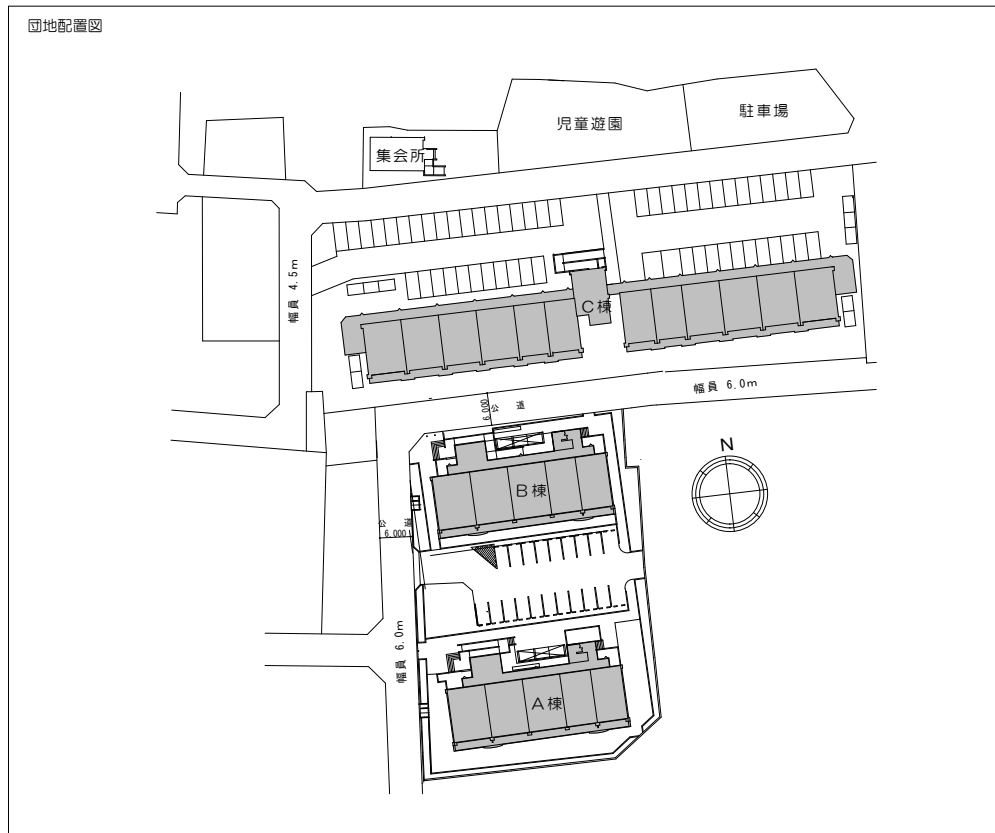 団地配置図
児童遊園
駐車場
集会所
幅員 4.5m
C棟
幅員 6.0m
6,000
公道
N
B棟
公道
6,000
幅員 6.0m
A棟